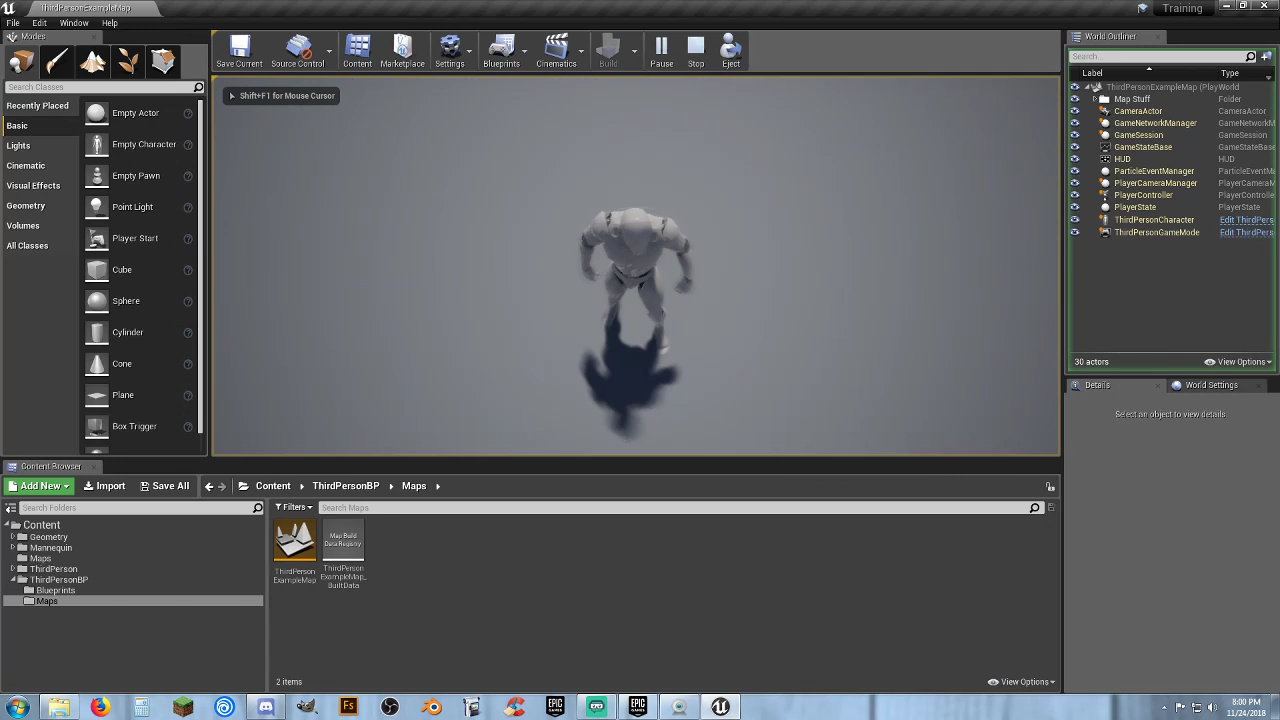 ThirdPersonExampleMap
Training
File
Edit
Window
Help
Modes
Search Classes
Recently Placed
Basic
Lights
Cinematic
Visual Effects
Geometry
Volumes
All Classes
Empty Actor
Empty Character
Empty Pawn
Point Light
Player Start
Cube
Sphere
Cylinder
Cone
Plane
Box Trigger
Save Current
Source Control
Content
Marketplace
Settings
Blueprints
Cinematics
Build
Pause
Stop
Eject
Shift+F1 for Mouse Cursor
World Outliner
Search...
Label
Type
ThirdPersonExampleMap (PlayWorld
Map Stuff
Folder
CameraActor
CameraActor
GameNetworkManager
GameNetworkM
GameSession
GameSession
GameStateBase
GameStateBase
HUD
HUD
ParticleEventManager
ParticleEventM
PlayerCameraManager
PlayerCameraM
PlayerController
PlayerController
PlayerState
PlayerState
ThirdPersonCharacter
Edit ThirdPers
ThirdPersonGameMode
Edit ThirdPers
30 actors
View Options
Details
World Settings
Select an object to view details.
Content Browser
Add New
Import
Save All
Content
ThirdPersonBP
Maps
Search Folders
Filters
Search Maps
Content
Geometry
Mannequin
Maps
ThirdPerson
ThirdPersonBP
Blueprints
Maps
ThirdPerson
ExampleMap
Map Build
Data Registry
ThirdPerson
ExampleMap_
BuiltData
2 items
View Options
Fs
EPIC
GAMES
EPIC
GAMES
8:00 PM
11/24/2018